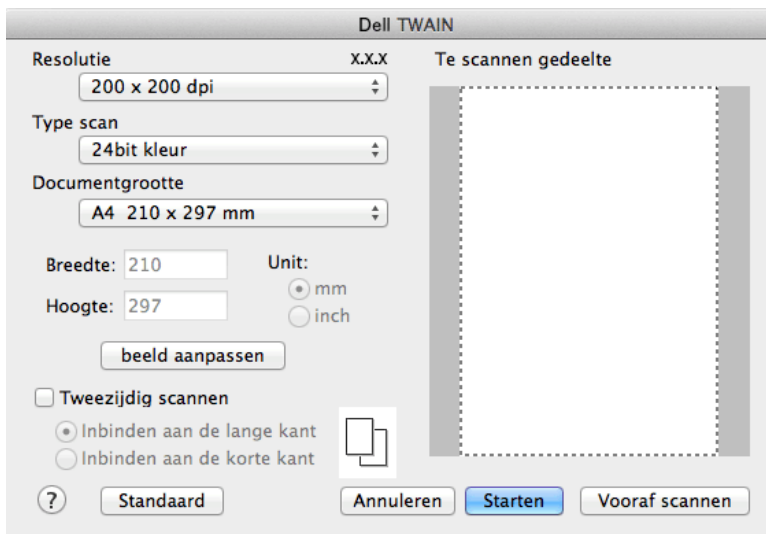 Dell TWAIN
Resolutie X.X.X
200 x 200 dpi
Type scan
24bit kleur
Documentgrootte
A4 210 x 297 mm
Breedte: 210
Hoogte: 297
Unit:
mm
inch
beeld aanpassen
Tweezijdig scannen
Inbinden aan de lange kant
Inbinden aan de korte kant
Te scannen gedeelte
? Standaard Annuleren Starten Vooraf scannen